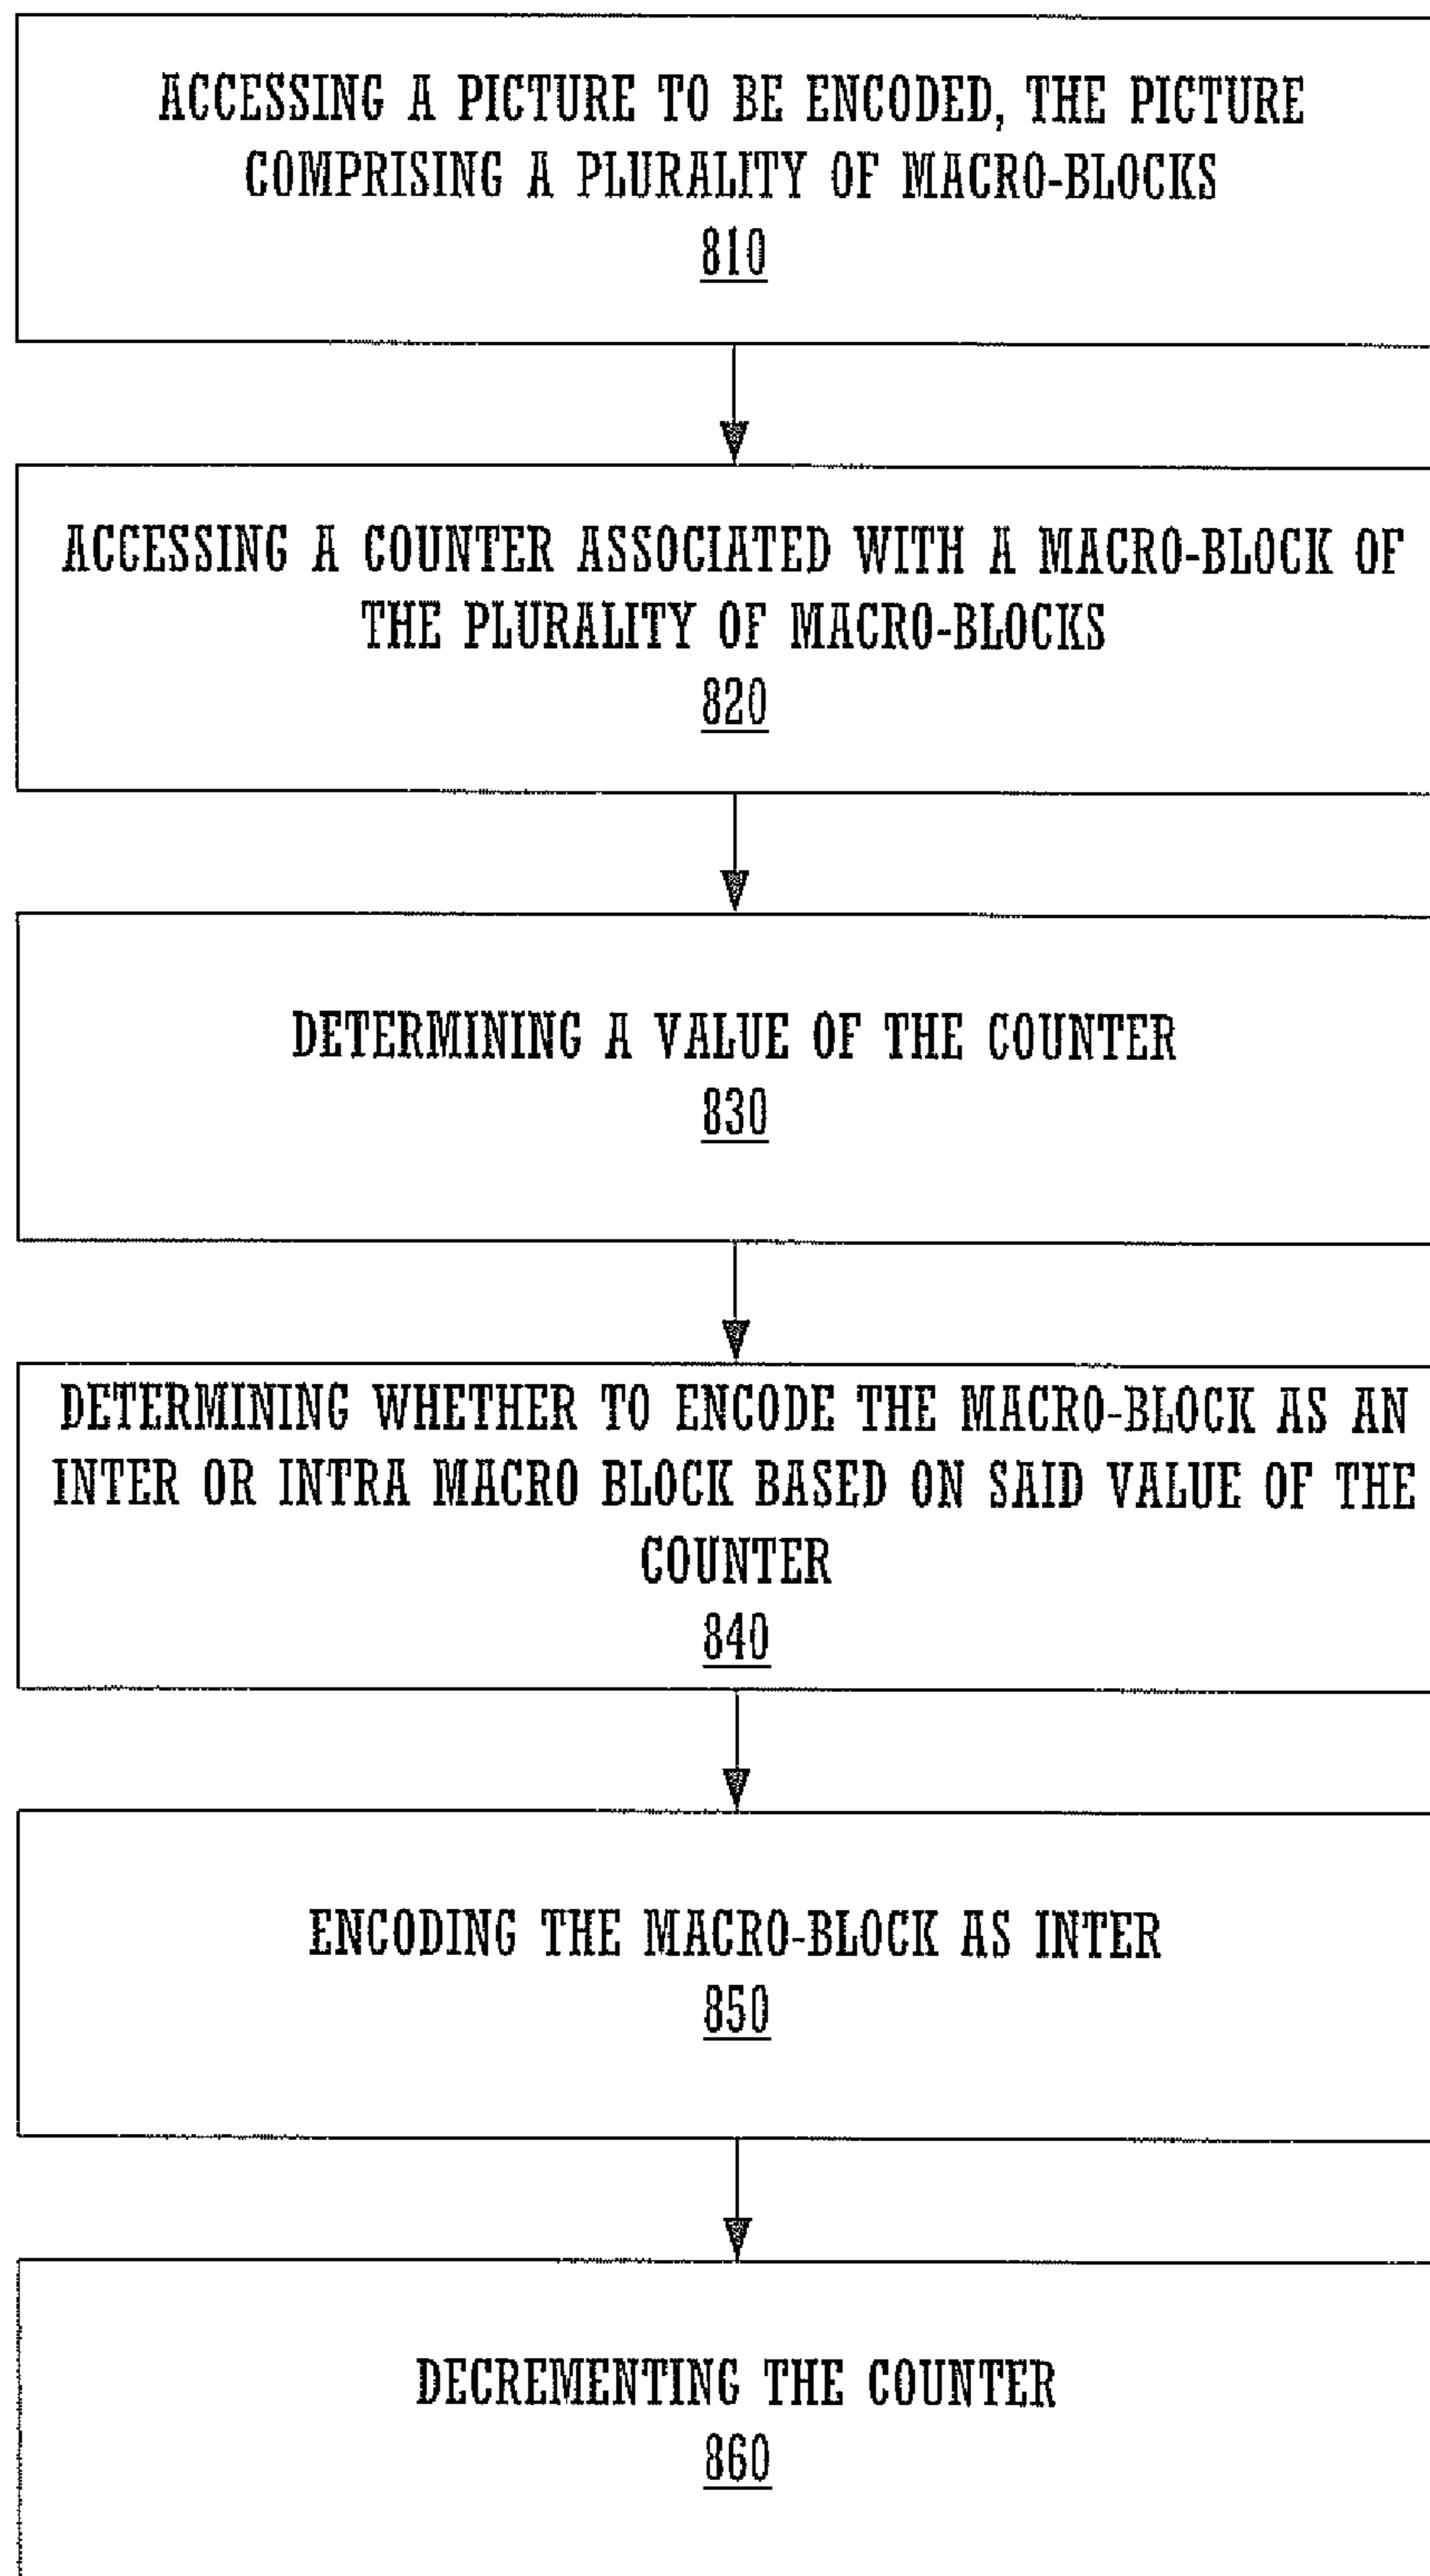 ACCESSING A PICTURE TO BE ENCODED, THE PICTURE
COMPRISING A PLURALITY OF MACRO-BLOCKS
810
ACCESSING A COUNTER ASSOCIATED WITH A MACRO-BLOCK OF
THE PLURALITY OF MACRO-BLOCKS
820
DETERMINING A VALUE OF THE COUNTER
830
DETERMINING WHETHER TO ENCODE THE MACRO-BLOCK AS AN
INTER OR INTRA MACRO BLOCK BASED ON SAID VALUE OF THE
COUNTER
840
ENCODING THE MACRO-BLOCK AS INTER
850
DECREMENTING THE COUNTER
860